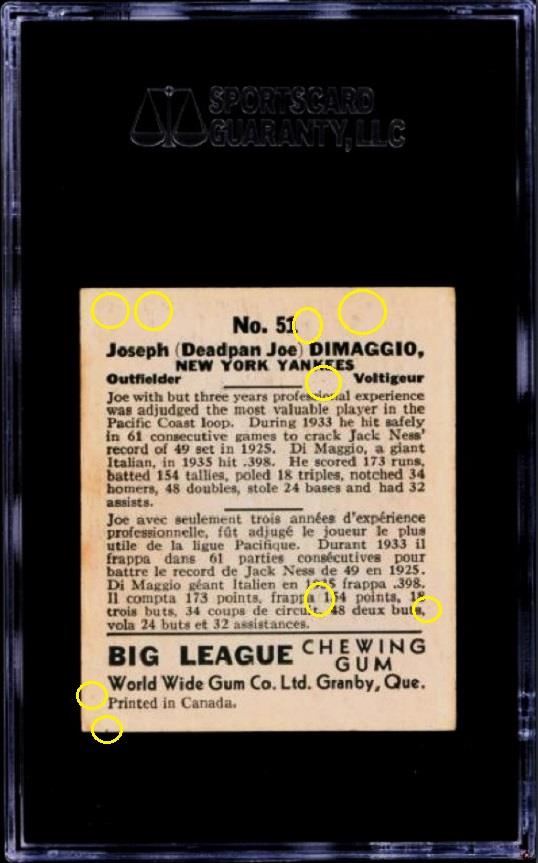 SPORTSCARD
GUARANTY, LLC
No. 51
Joseph (Deadpan Joe) DIMAGGIO,
NEW YORK YANKEES
Outfielder Voltigeur
Joe with but three years professional experience
was adjudged the most valuable player in the
Pacific Coast loop. During 1933 he hit safely
in 61 consecutive games to crack Jack Ness'
record of 49 set in 1925. Di Maggio, a giant
Italian, in 1935 hit .398. He scored 173 runs,
batted 154 tallies, poled 18 triples, notched 34
homers, 48 doubles, stole 24 bases and had 32
assists.
Joe avec seulement trois années d'expérience
professionnelle, fût adjugé le joueur le plus
utile de la ligue Pacifique. Durant 1933 il
frappa dans 61 parties consécutives pour
battre le record de Jack Ness de 49 en 1925.
Di Maggio géant Italien en 1935 frappa .398.
Il compta 173 points, frappa 154 points, 18
trois buts, 34 coups de circuit, 48 deux buts,
vola 24 buts et 32 assistances.
BIG LEAGUE CHEWING
GUM
World Wide Gum Co. Ltd. Granby, Que.
Printed in Canada.